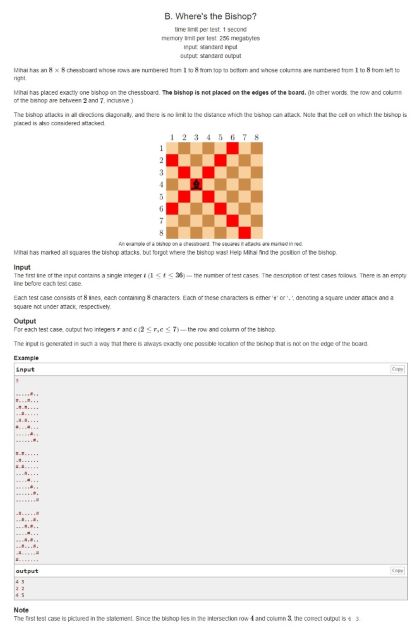 B. Where's the Bishop?
time limit per test: 1 second
memory limit per test: 256 megabytes
input: standard input
output: standard output
Mihai has an 8 × 8 chessboard whose rows are numbered from 1 to 8 from top to bottom and whose columns are numbered from 1 to 8 from left to
right.
Mihai has placed exactly one bishop on the chessboard. The bishop is not placed on the edges of the board. (In other words, the row and column
of the bishop are between 2 and 7, inclusive.)
The bishop attacks in all directions diagonally, and there is no limit to the distance which the bishop can attack. Note that the cell on which the bishop is
placed is also considered attacked.
1 2 3 4 5 6 7 8
1
2
3
4
5
6
7
8
An example of a bishop on a chessboard. The squares it attacks are marked in red.
Mihai has marked all squares the bishop attacks, but forgot where the bishop was! Help Mihai find the position of the bishop.
Input
The first line of the input contains a single integer t (1 ≤ t ≤ 36) — the number of test cases. The description of test cases follows. There is an empty
line before each test case.
Each test case consists of 8 lines, each containing 8 characters. Each of these characters is either '#' or '.', denoting a square under attack and a
square not under attack, respectively.
Output
For each test case, output two integers r and c (2 ≤ r, c ≤ 7) — the row and column of the bishop.
The input is generated in such a way that there is always exactly one possible location of the bishop that is not on the edge of the board.
Example
input
Copy
3
.....#..
#...#...
.#.#....
..#.....
.#.#....
#...#...
.....#..
......#.
#.#.....
.#......
#.#.....
...#....
....#...
.....#..
......#.
.......#
.#.....#
..#...#.
...#.#..
....#...
...#.#..
..#...#.
.#.....#
#.......
output
Copy
4 3
2 2
4 5
Note
The first test case is pictured in the statement. Since the bishop lies in the intersection row 4 and column 3, the correct output is 4 3.